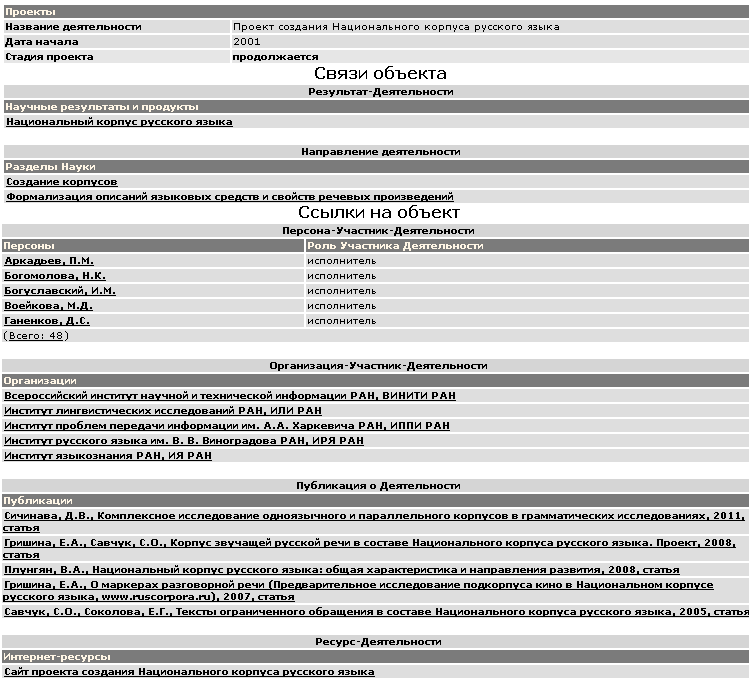 Проекты
Название деятельности Проект создания Национального корпуса русского языка
Дата начала 2001
Стадия проекта продолжается
Связи объекта
Результат-Деятельности
Научные результаты и продукты
Национальный корпус русского языка
Направление деятельности
Разделы Науки
Создание корпусов
Формализация описаний языковых средств и свойств речевых произведений
Ссылки на объект
Персона-Участник-Деятельности
Персоны Роль Участника Деятельности
Аркадьев, П.М. исполнитель
Богомолова, Н.К. исполнитель
Богуславский, И.М. исполнитель
Воейкова, М.Д. исполнитель
Ганенков, Д.С. исполнитель
(Всего: 48)
Организация-Участник-Деятельности
Организации
Всероссийский институт научной и технической информации РАН, ВИНИТИ РАН
Институт лингвистических исследований РАН, ИЛИ РАН
Институт проблем передачи информации им. А.А. Харкевича РАН, ИППИ РАН
Институт русского языка им. В. В. Виноградова РАН, ИРЯ РАН
Институт языкознания РАН, ИЯ РАН
Публикация о Деятельности
Публикации
Сичинава, Д.В., Комплексное исследование одноязычного и параллельного корпусов в грамматических исследованиях, 2011,
статья
Гришина, Е.А., Савчук, С.О., Корпус звучащей русской речи в составе Национального корпуса русского языка. Проект, 2008,
статья
Плунгян, В.А., Национальный корпус русского языка: общая характеристика и направления развития, 2008, статья
Гришина, Е.А., О маркерах разговорной речи (Предварительное исследование подкорпуса кино в Национальном корпусе
русского языка, www.ruscorpora.ru), 2007, статья
Савчук, С.О., Соколова, Е.Г., Тексты ограниченного обращения в составе Национального корпуса русского языка, 2005, статья
Ресурс-Деятельности
Интернет-ресурсы
Сайт проекта создания Национального корпуса русского языка